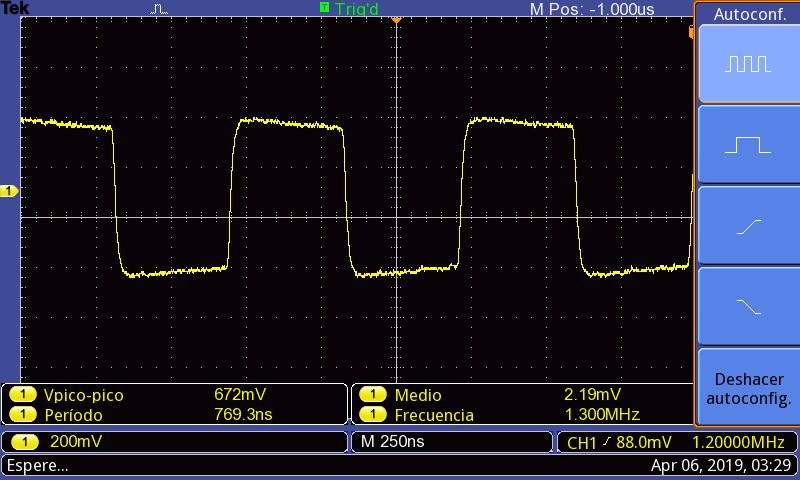 Tek
T Trig'd
M Pos: -1.000us
Autoconf.
1
1 Vpico-pico 672mV
1 Medio 2.19mV
1 Período 769.3ns
1 Frecuencia 1.300MHz
Deshacer
autoconfig.
1 200mV
M 250ns
CH1 88.0mV 1.20000MHz
Espere...
Apr 06, 2019, 03:29